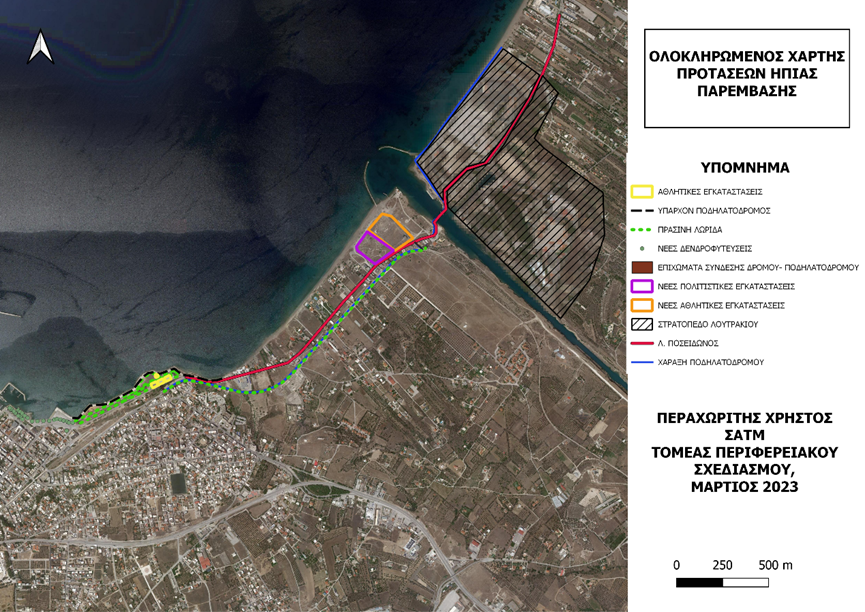 ΟΛΟΚΛΗΡΩΜΕΝΟΣ ΧΑΡΤΗΣ
ΠΡΟΤΑΣΕΩΝ ΗΠΙΑΣ
ΠΑΡΕΜΒΑΣΗΣ
ΥΠΟΜΝΗΜΑ
ΑΘΛΗΤΙΚΕΣ ΕΓΚΑΤΑΣΤΑΣΕΙΣ
ΥΠΑΡΧΟΝ ΠΟΔΗΛΑΤΟΔΡΟΜΟΣ
ΠΡΑΣΙΝΗ ΛΩΡΙΔΑ
ΝΕΕΣ ΔΕΝΔΡΟΦΥΤΕΥΣΕΙΣ
ΕΠΙΧΩΜΑΤΑ ΣΥΝΔΕΣΗΣ ΔΡΟΜΟΥ- ΠΟΔΗΛΑΤΟΔΡΟΜΟΥ
ΝΕΕΣ ΠΟΛΙΤΙΣΤΙΚΕΣ ΕΓΚΑΤΑΣΤΑΣΕΙΣ
ΝΕΕΣ ΑΘΛΗΤΙΚΕΣ ΕΓΚΑΤΑΣΤΑΣΕΙΣ
ΣΤΡΑΤΟΠΕΔΟ ΛΟΥΤΡΑΚΙΟΥ
Λ. ΠΟΣΕΙΔΩΝΟΣ
ΧΑΡΑΞΗ ΠΟΔΗΛΑΤΟΔΡΟΜΟΥ
ΠΕΡΑΧΩΡΙΤΗΣ ΧΡΗΣΤΟΣ
ΣΑΤΜ
ΤΟΜΕΑΣ ΠΕΡΙΦΕΡΕΙΑΚΟΥ
ΣΧΕΔΙΑΣΜΟΥ,
ΜΑΡΤΙΟΣ 2023
0 250 500 m